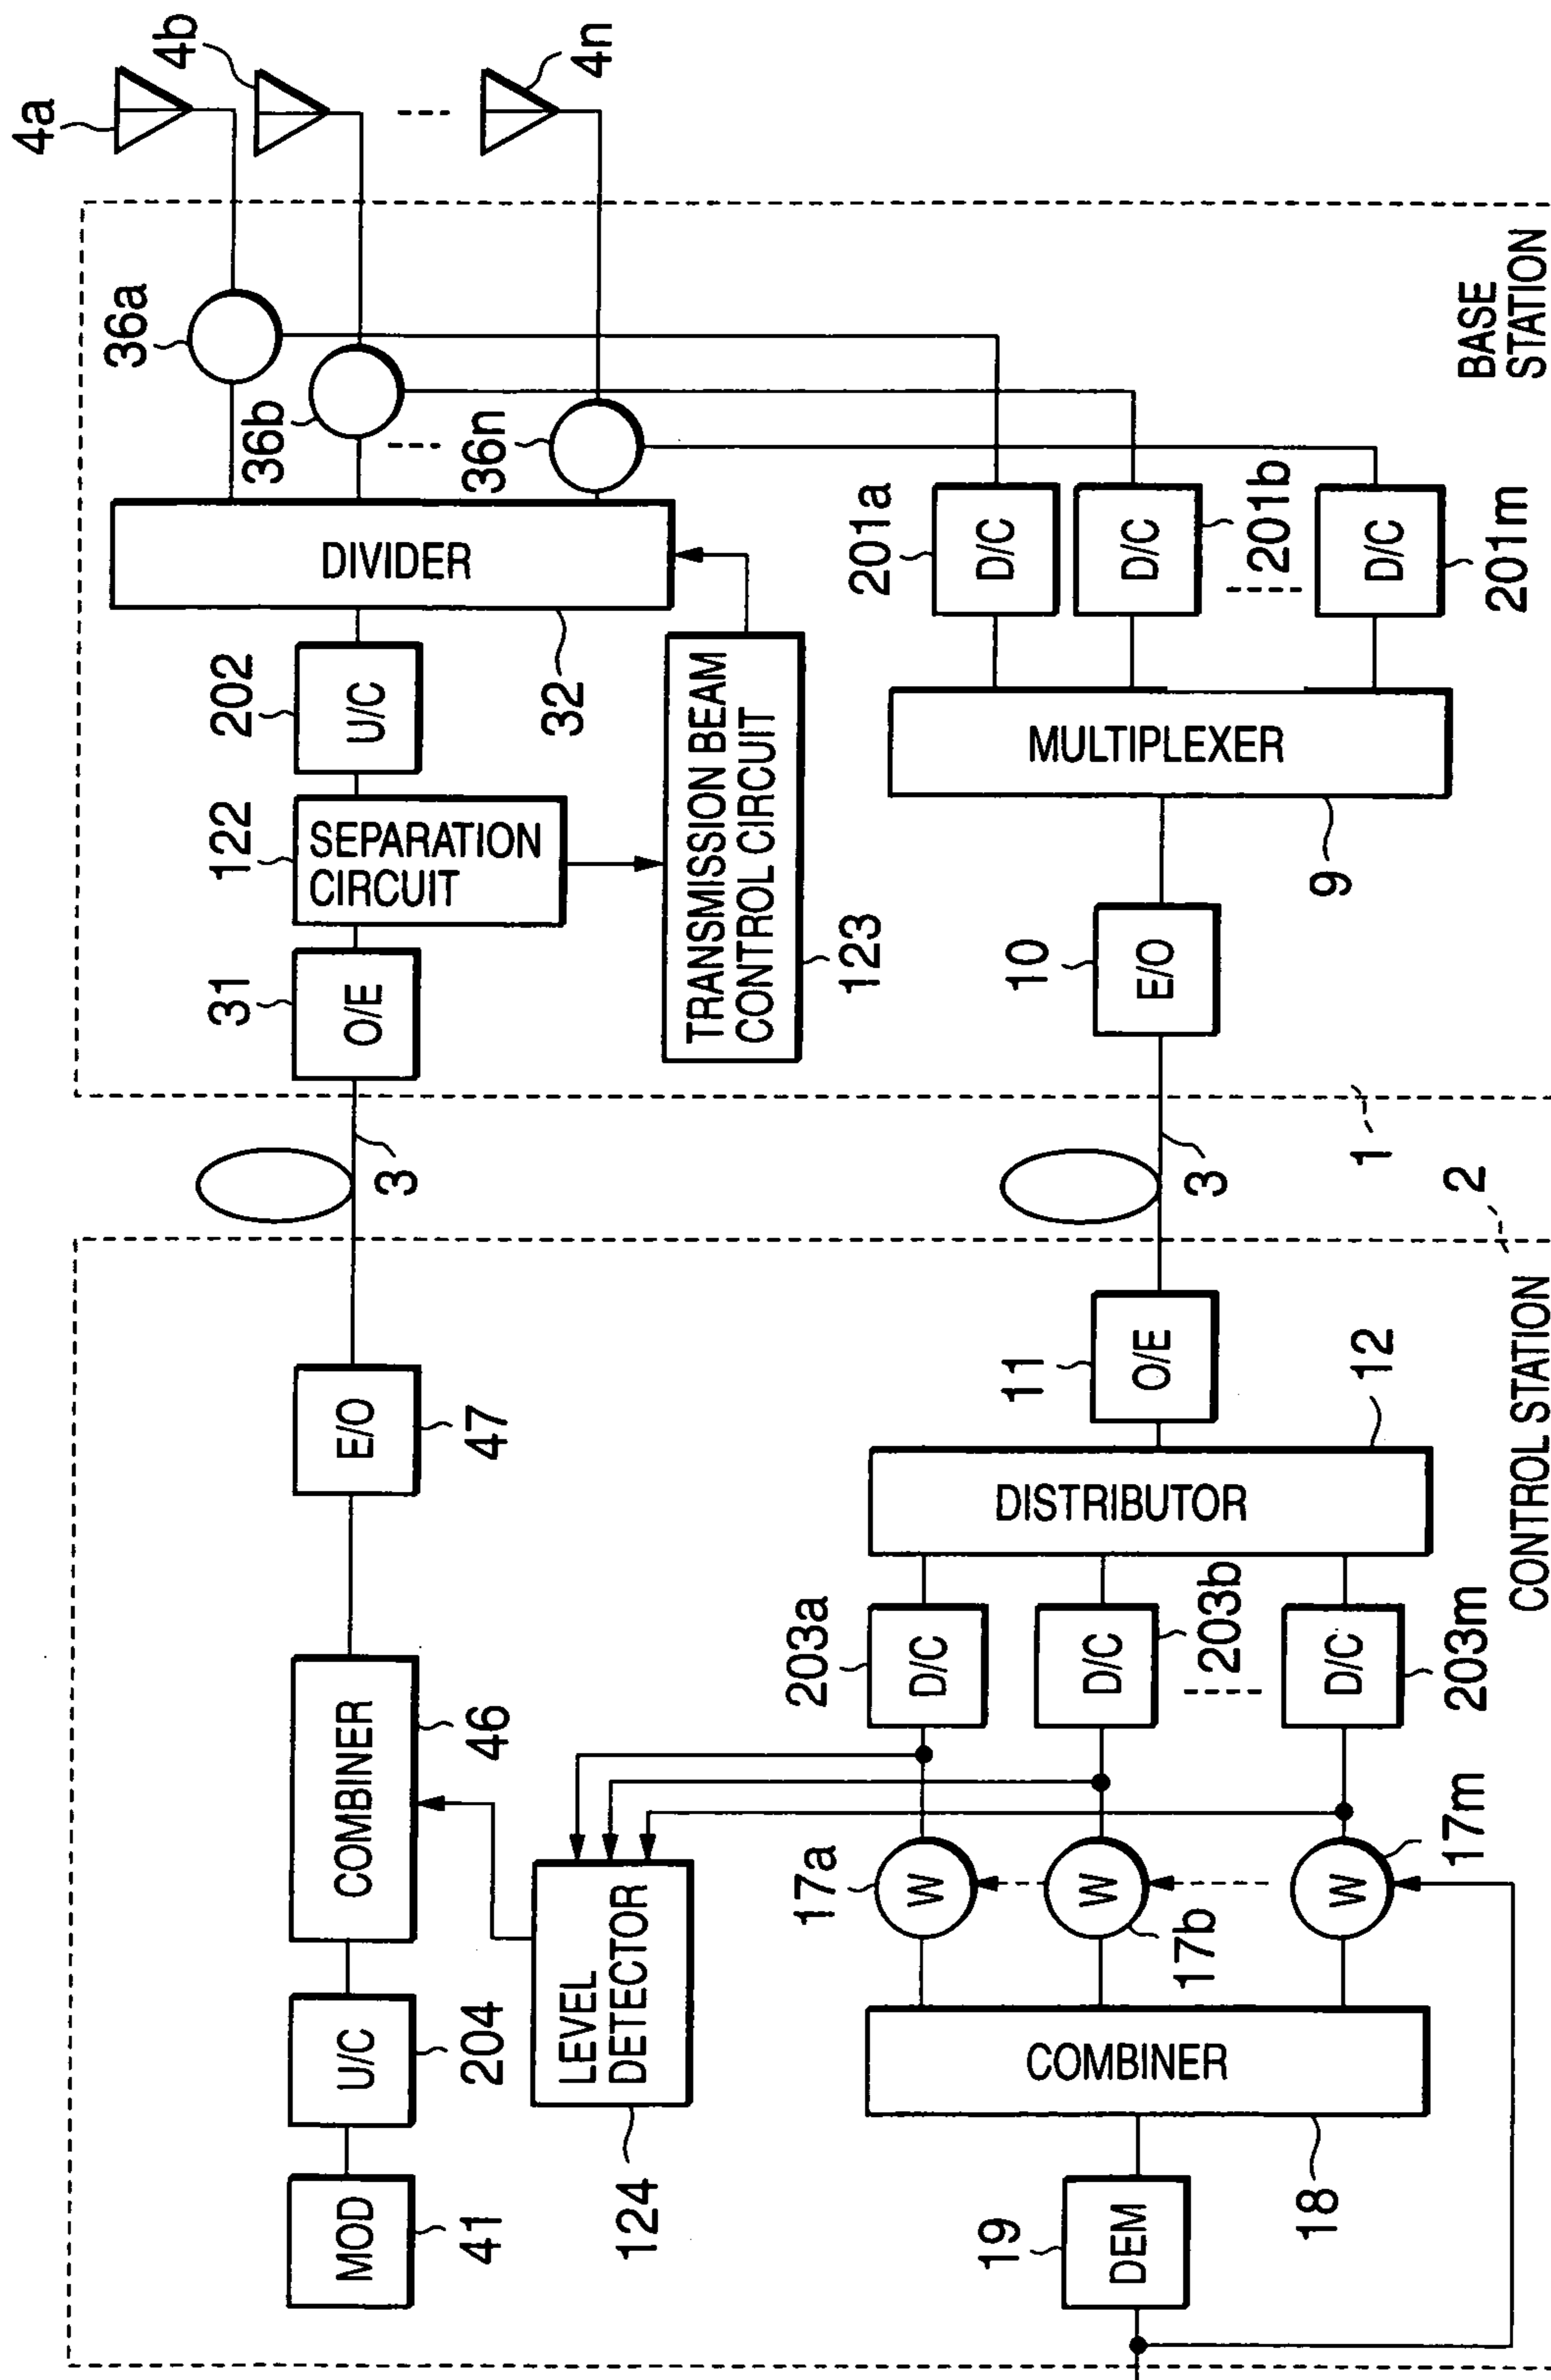 4a
4b
4n
36a
36b
36n
DIVIDER
32
202
U/C
122
SEPARATION
CIRCUIT
31
O/E
TRANSMISSION BEAM
CONTROL CIRCUIT
123
201a
D/C
D/C
201b
D/C
201m
MULTIPLEXER
9
10
E/O
BASE
STATION
1
3
3
2
47
E/O
46
COMBINER
204
U/C
41
MOD
LEVEL
DETECTOR
124
11
O/E
12
DISTRIBUTOR
203a
D/C
D/C
203b
D/C
203m
17a
W
W
17b
W
17m
COMBINER
18
19
DEM
CONTROL STATION